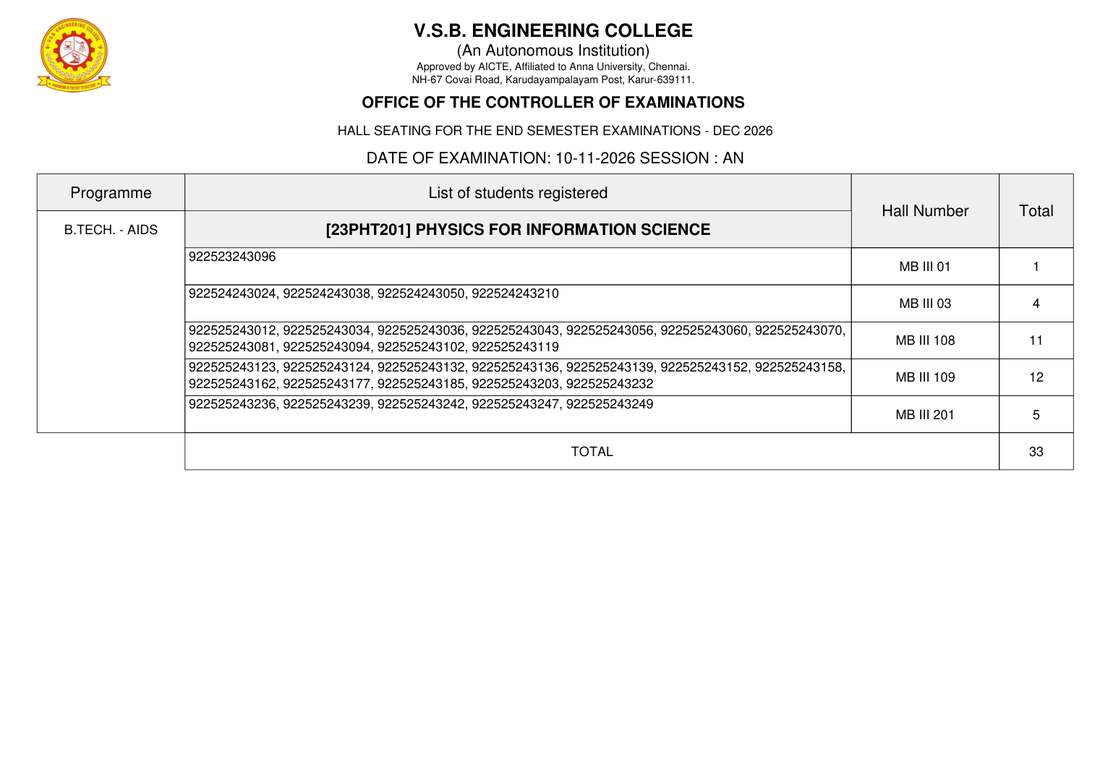 V.S.B. ENGINEERING COLLEGE
(An Autonomous Institution)
Approved by AICTE, Affiliated to Anna University, Chennai.
NH-67 Covai Road, Karudayampalayam Post, Karur-639111.
OFFICE OF THE CONTROLLER OF EXAMINATIONS
HALL SEATING FOR THE END SEMESTER EXAMINATIONS - DEC 2026
DATE OF EXAMINATION: 10-11-2026 SESSION : AN
Programme
List of students registered
Hall Number
Total
B.TECH. - AIDS
[23PHT201] PHYSICS FOR INFORMATION SCIENCE
922523243096
MB III 01
1
922524243024, 922524243038, 922524243050, 922524243210
MB III 03
4
922525243012, 922525243034, 922525243036, 922525243043, 922525243056, 922525243060, 922525243070,
922525243081, 922525243094, 922525243102, 922525243119
MB III 108
11
922525243123, 922525243124, 922525243132, 922525243136, 922525243139, 922525243152, 922525243158,
922525243162, 922525243177, 922525243185, 922525243203, 922525243232
MB III 109
12
922525243236, 922525243239, 922525243242, 922525243247, 922525243249
MB III 201
5
TOTAL
33